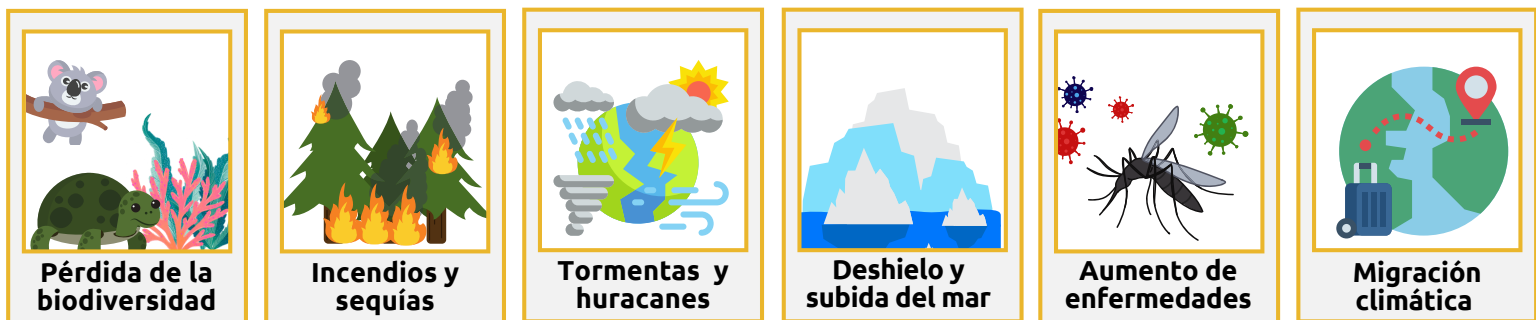 Pérdida de la
biodiversidad
Incendios y
sequías
Tormentas y
huracanes
Deshielo y
subida del mar
Aumento de
enfermedades
Migración
climática